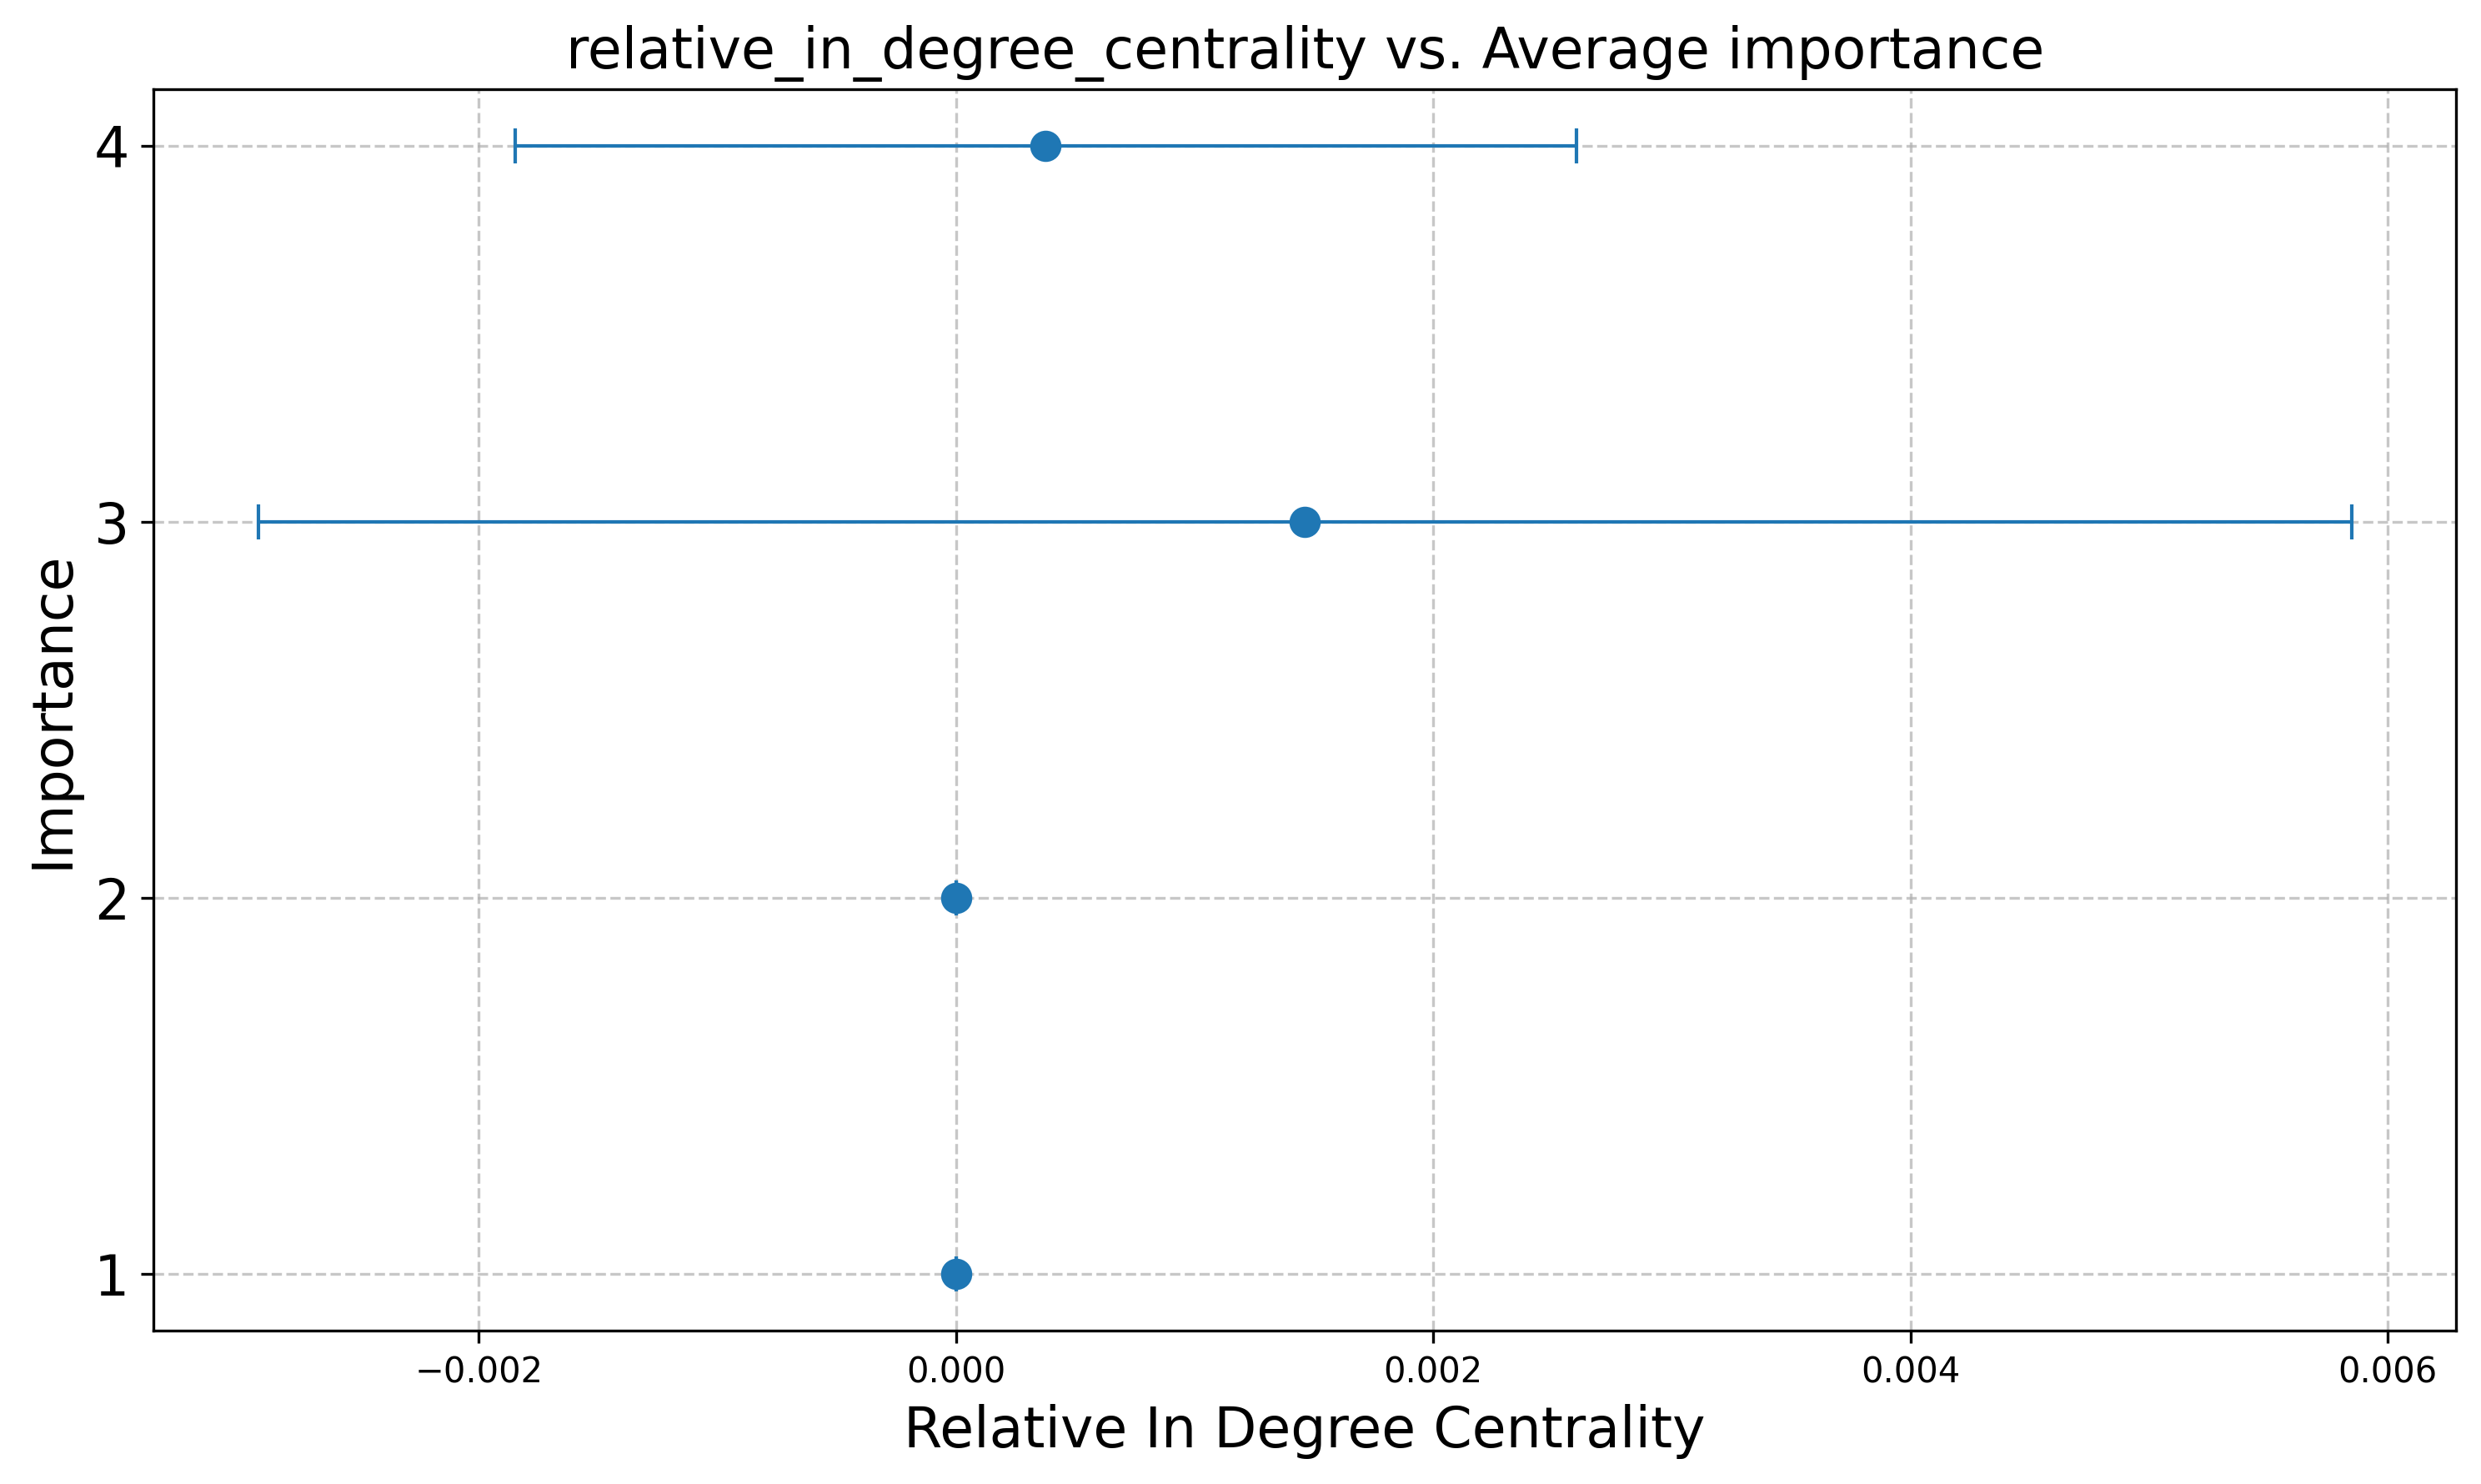 relative_in_degree_centrality vs. Average importance
4
3
2
1
Importance
−0.002 0.000 0.002 0.004 0.006
Relative In Degree Centrality